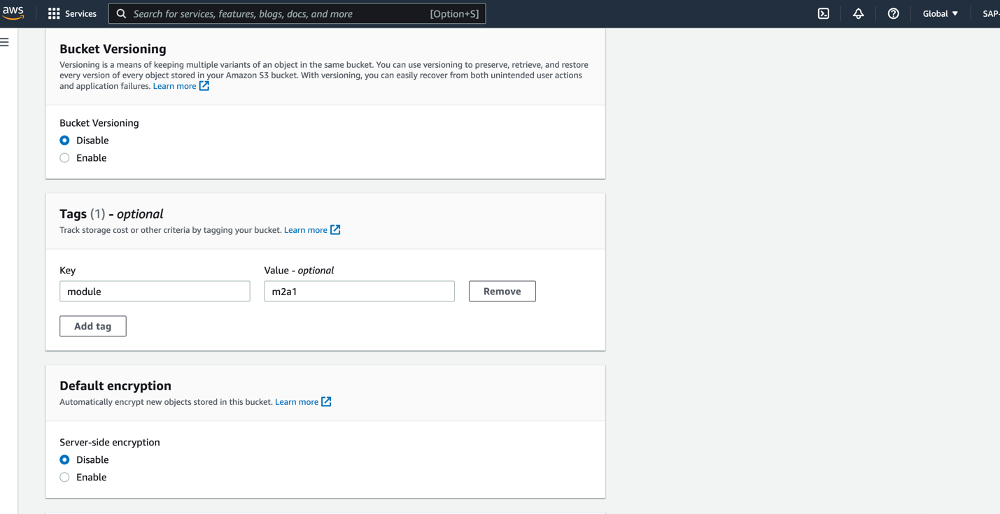 aws
Services
Search for services, features, blogs, docs, and more
[Option+S]
Global
SAP-
Bucket Versioning
Versioning is a means of keeping multiple variants of an object in the same bucket. You can use versioning to preserve, retrieve, and restore
every version of every object stored in your Amazon S3 bucket. With versioning, you can easily recover from both unintended user actions
and application failures. Learn more
Bucket Versioning
Disable
Enable
Tags (1) - optional
Track storage cost or other criteria by tagging your bucket. Learn more
Key
Value - optional
module
m2a1
Remove
Add tag
Default encryption
Automatically encrypt new objects stored in this bucket. Learn more
Server-side encryption
Disable
Enable